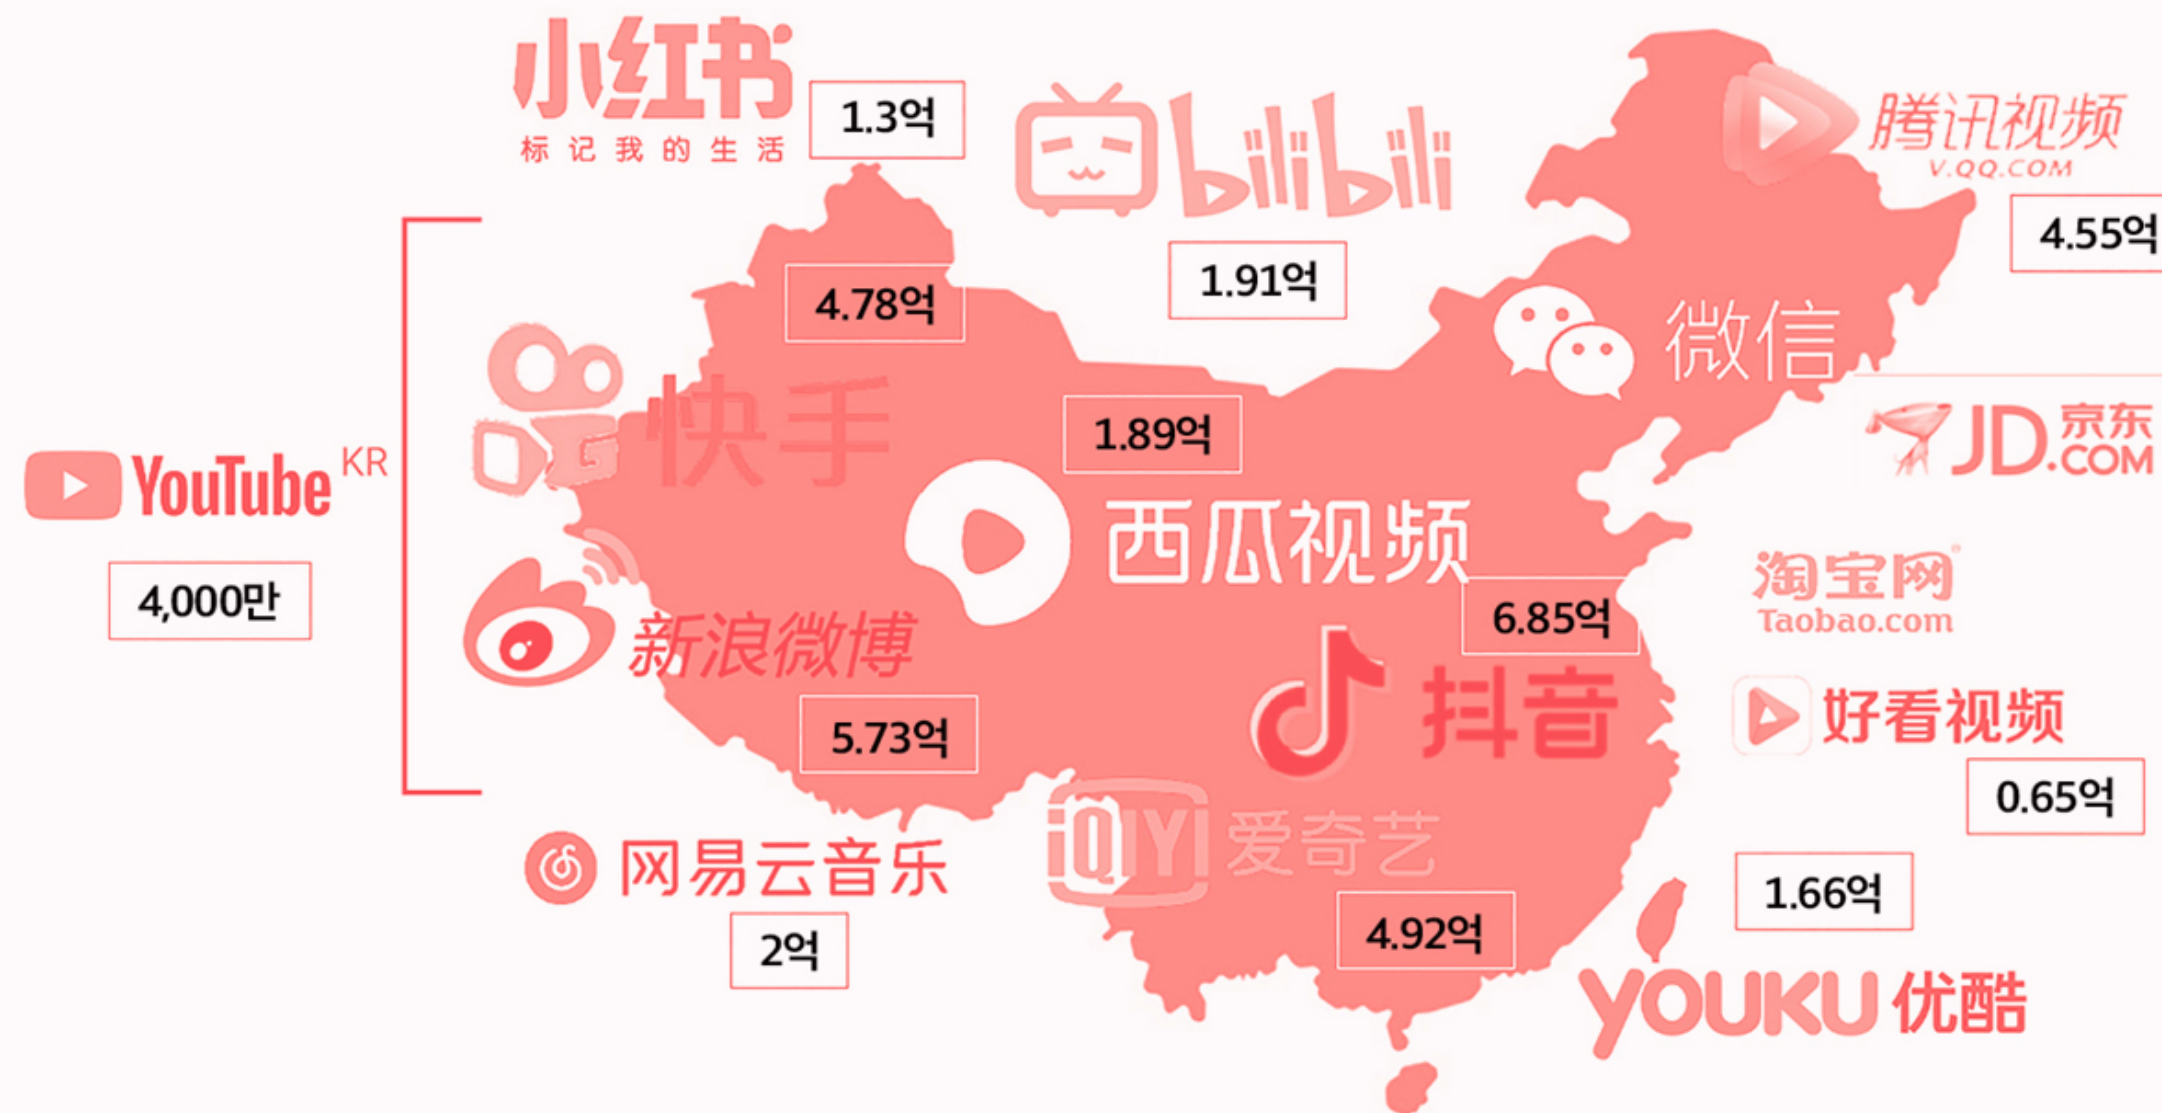 小红书
标记我的生活
1.3억
bilibili
1.91억
腾讯视频
V.QQ.COM
4.55억
4.78억
快手
微信
1.89억
JD.京东
.COM
YouTube KR
4,000만
西瓜视频
6.85억
淘宝网
Taobao.com
新浪微博
5.73억
抖音
好看视频
0.65억
iQIYI 爱奇艺
4.92억
网易云音乐
2억
1.66억
YOUKU 优酷